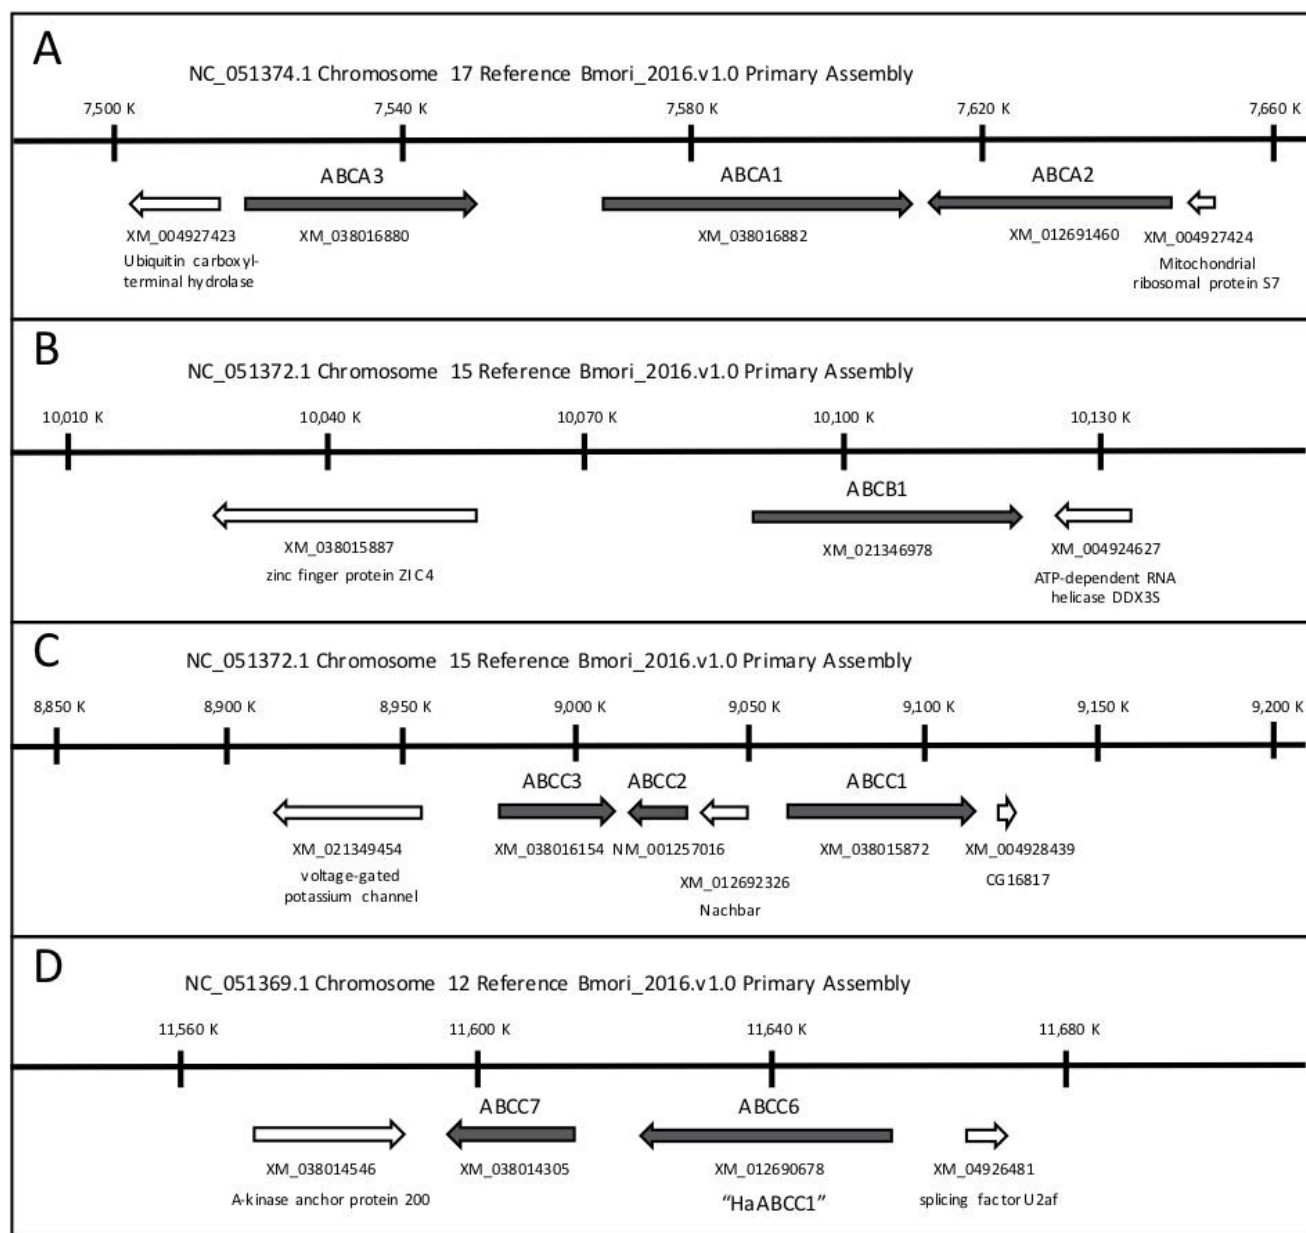 A
NC_051374.1 Chromosome 17 Reference Bmori_2016.v1.0 Primary Assembly
7,500 K 7,540 K 7,580 K 7,620 K 7,660 K
ABCA3 ABCA1 ABCA2
XM_004927423 XM_038016880 XM_038016882 XM_012691460 XM_004927424
Ubiquitin carboxyl- Mitochondrial
terminal hydrolase ribosomal protein S7
B
NC_051372.1 Chromosome 15 Reference Bmori_2016.v1.0 Primary Assembly
10,010 K 10,040 K 10,070 K 10,100 K 10,130 K
ABCB1
XM_038015887 XM_021346978 XM_004924627
zinc finger protein ZIC4 ATP-dependent RNA
helicase DDX3S
C
NC_051372.1 Chromosome 15 Reference Bmori_2016.v1.0 Primary Assembly
8,850 K 8,900 K 8,950 K 9,000 K 9,050 K 9,100 K 9,150 K 9,200 K
ABCC3 ABCC2 ABCC1
XM_021349454 XM_038016154 NM_001257016 XM_038015872 XM_004928439
voltage-gated XM_012692326 CG16817
potassium channel Nachbar
D
NC_051369.1 Chromosome 12 Reference Bmori_2016.v1.0 Primary Assembly
11,560 K 11,600 K 11,640 K 11,680 K
ABCC7 ABCC6
XM_038014546 XM_038014305 XM_012690678 XM_04926481
A-kinase anchor protein 200 “HaABCC1” splicing factor U2af